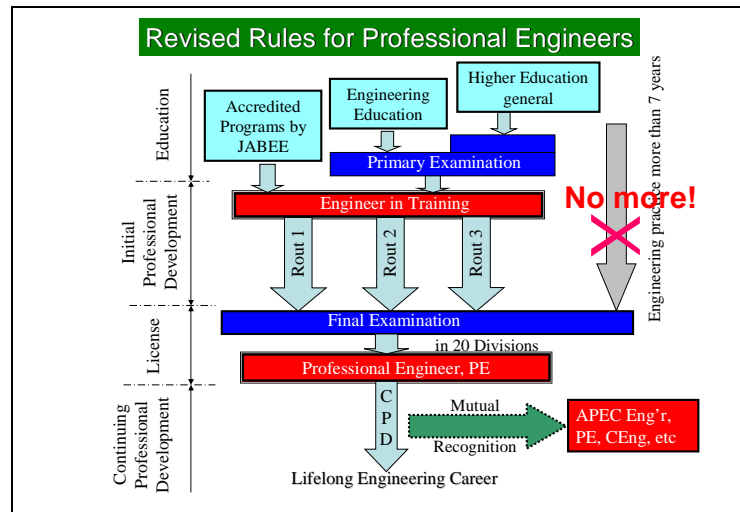 Revised Rules for Professional Engineers
Education
Accredited
Programs by
JABEE
Engineering
Education
Higher Education
general
Primary Examination
Engineering practice more than 7 years
No more!
Initial
Professional
Development
Engineer in Training
Rout 1
Rout 2
Rout 3
License
Final Examination
in 20 Divisions
Professional Engineer, PE
Continuing
Professional
Development
C
P
D
Mutual
Recognition
APEC Eng'r,
PE, CEng, etc
Lifelong Engineering Career